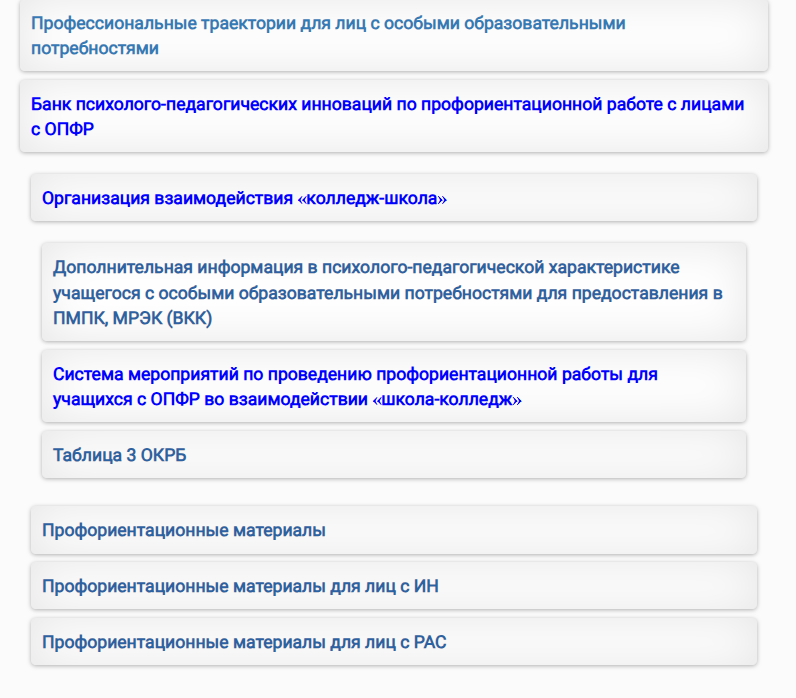 Профессиональные траектории для лиц с особыми образовательными
потребностями
Банк психолого-педагогических инноваций по профориентационной работе с лицами
с ОПФР
Организация взаимодействия «колледж-школа»
Дополнительная информация в психолого-педагогической характеристике
учащегося с особыми образовательными потребностями для предоставления в
ПМПК, МРЭК (ВКК)
Система мероприятий по проведению профориентационной работы для
учащихся с ОПФР во взаимодействии «школа-колледж»
Таблица 3 ОКРБ
Профориентационные материалы
Профориентационные материалы для лиц с ИН
Профориентационные материалы для лиц с РАС